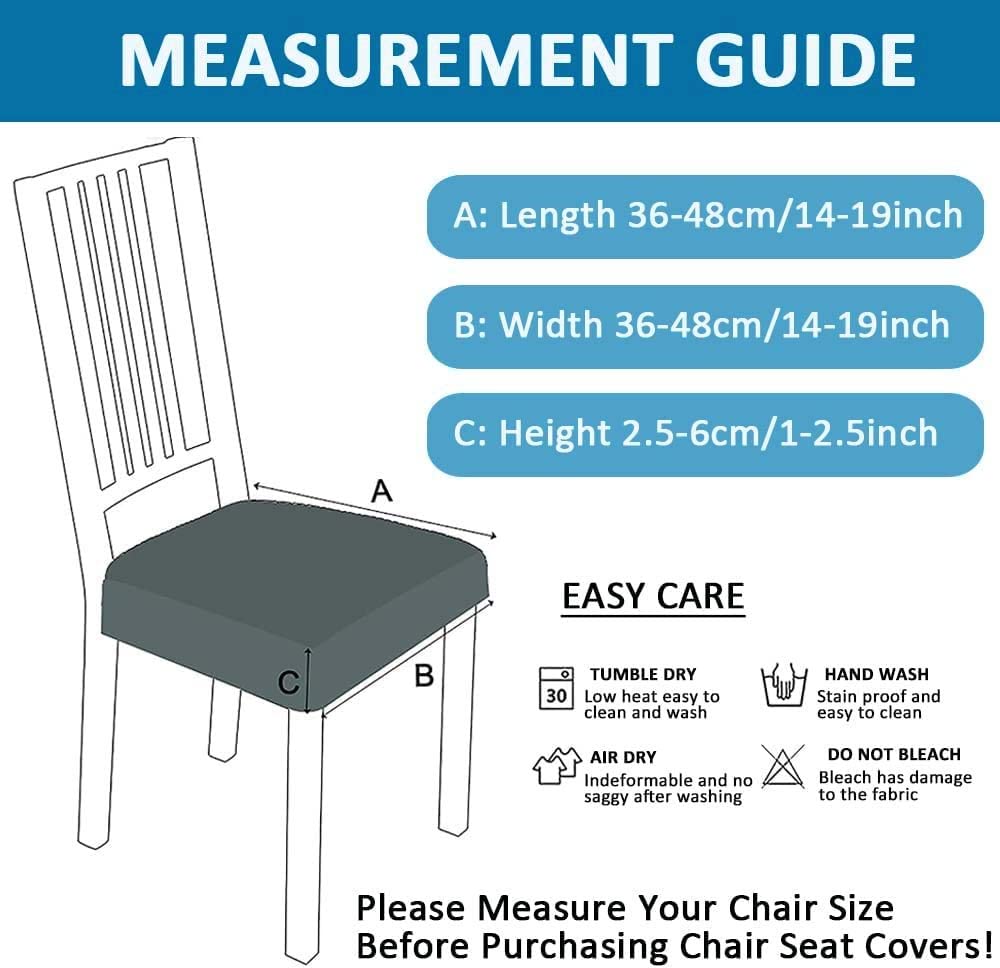 MEASUREMENT GUIDE
A: Length 36-48cm/14-19inch
B: Width 36-48cm/14-19inch
C: Height 2.5-6cm/1-2.5inch
A
B
C
EASY CARE
30
TUMBLE DRY
Low heat easy to
clean and wash
HAND WASH
Stain proof and
easy to clean
AIR DRY
Indeformable and no
saggy after washing
DO NOT BLEACH
Bleach has damage
to the fabric
Please Measure Your Chair Size
Before Purchasing Chair Seat Covers!